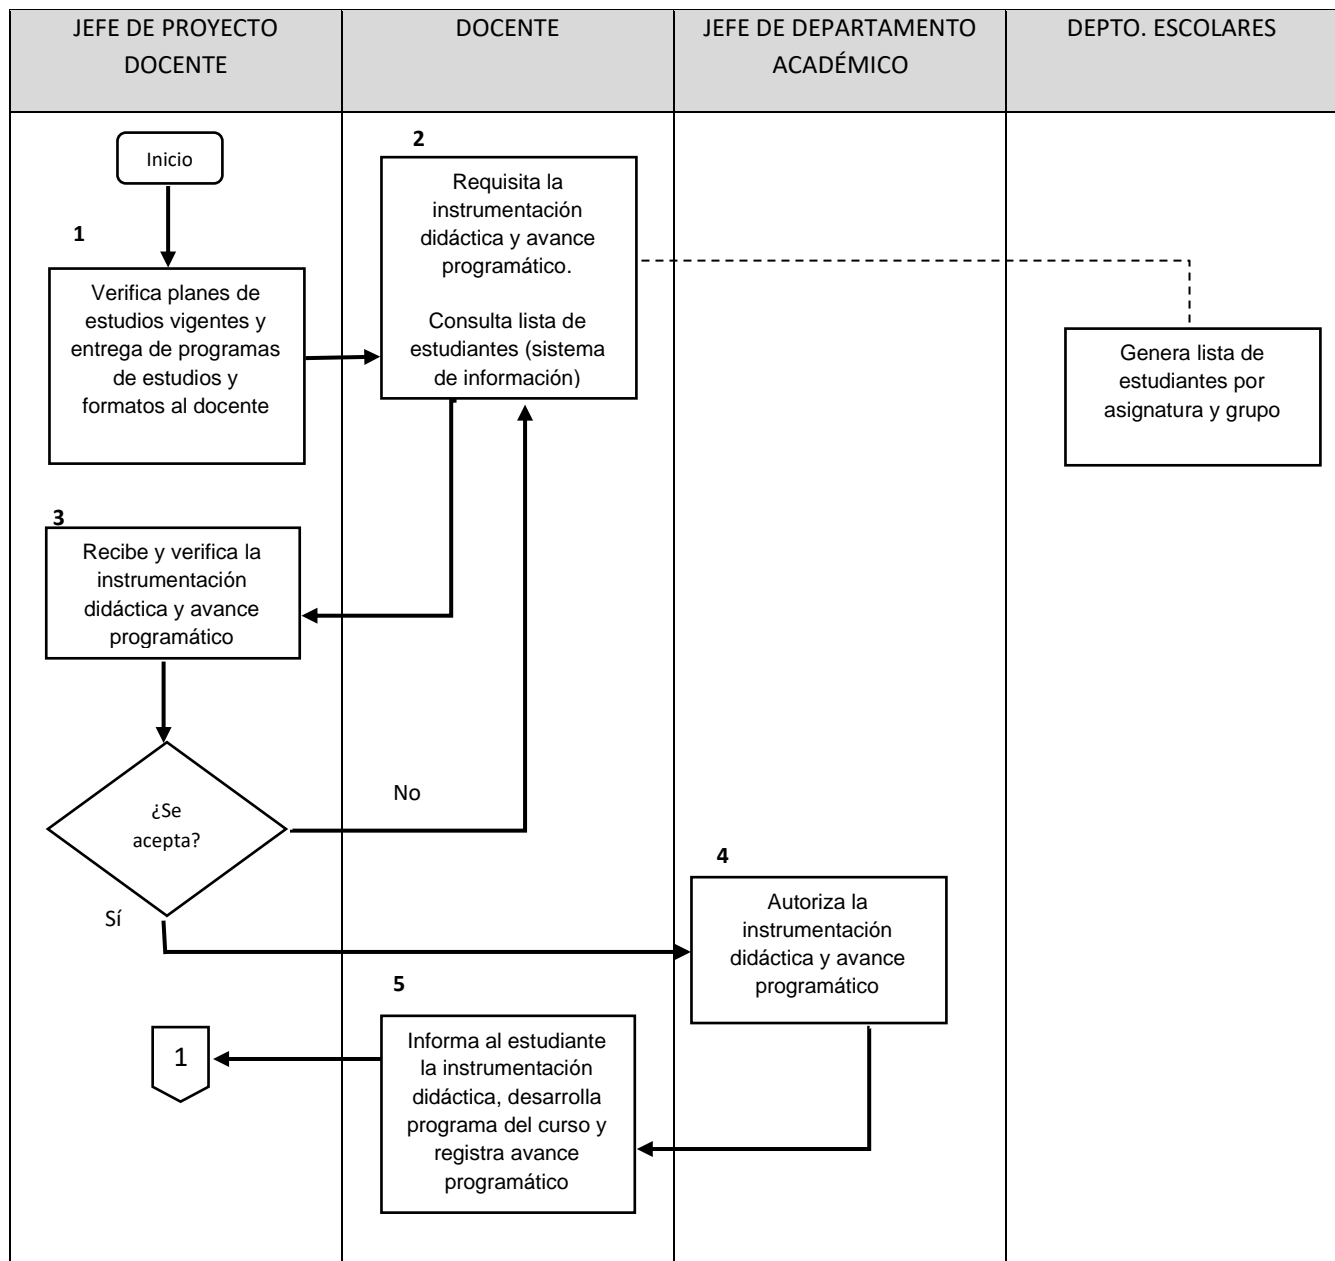 JEFE DE PROYECTO
DOCENTE
DOCENTE
JEFE DE DEPARTAMENTO
ACADÉMICO
DEPTO. ESCOLARES
Inicio
1
Verifica planes de
estudios vigentes y
entrega de programas
de estudios y
formatos al docente
2
Requisita la
instrumentación
didáctica y avance
programático.
Consulta lista de
estudiantes (sistema
de información)
Genera lista de
estudiantes por
asignatura y grupo
3
Recibe y verifica la
instrumentación
didáctica y avance
programático
¿Se
acepta?
No
Sí
4
Autoriza la
instrumentación
didáctica y avance
programático
5
Informa al estudiante
la instrumentación
didáctica, desarrolla
programa del curso y
registra avance
programático
1